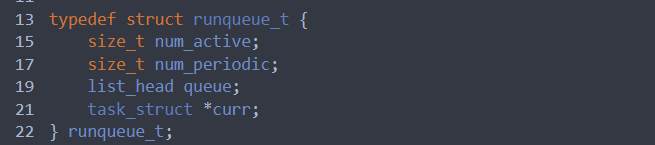 13 typedef struct runqueue_t {
15     size_t num_active;
17     size_t num_periodic;
19     list_head queue;
21     task_struct *curr;
22 } runqueue_t;